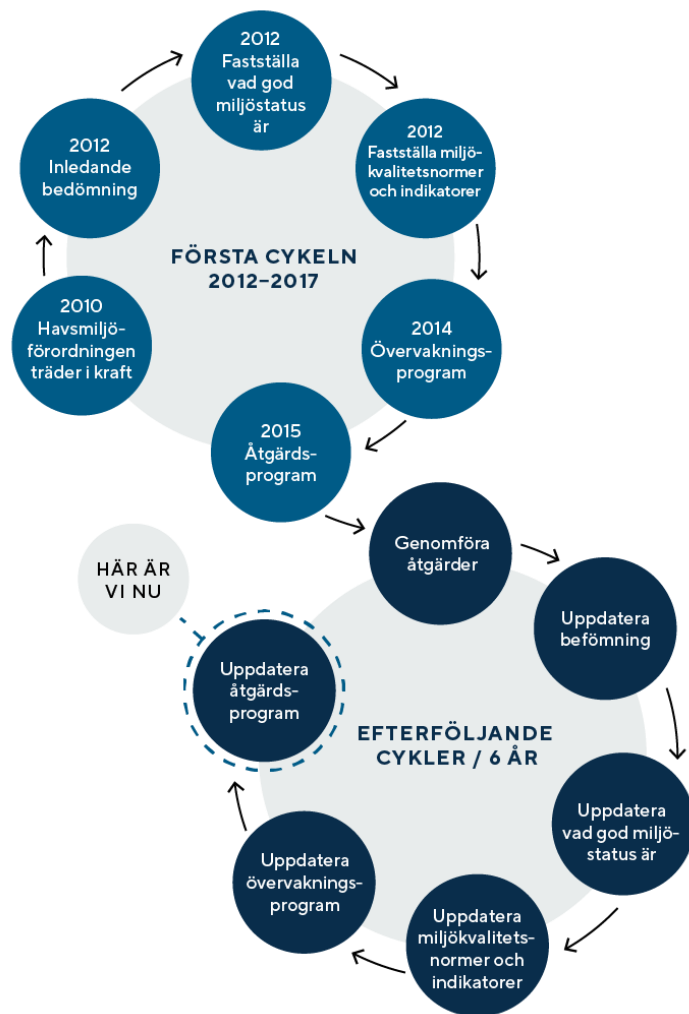 2012
Fastställa
vad god
miljöstatus
är
2012
Fastställa miljö-
kvalitetsnormer
och indikatorer
2012
Inledande
bedömning
FÖRSTA CYKELN
2012–2017
2010
Havsmiljö-
förordningen
träder i kraft
2014
Övervaknings-
program
2015
Åtgärds-
program
Genomföra
åtgärder
HÄR ÄR
VI NU
Uppdatera
befömning
Uppdatera
åtgärds-
program
EFTERFÖLJANDE
CYKLER / 6 ÅR
Uppdatera
vad god miljö-
status är
Uppdatera
övervaknings-
program
Uppdatera
miljökvalitets-
normer och
indikatorer